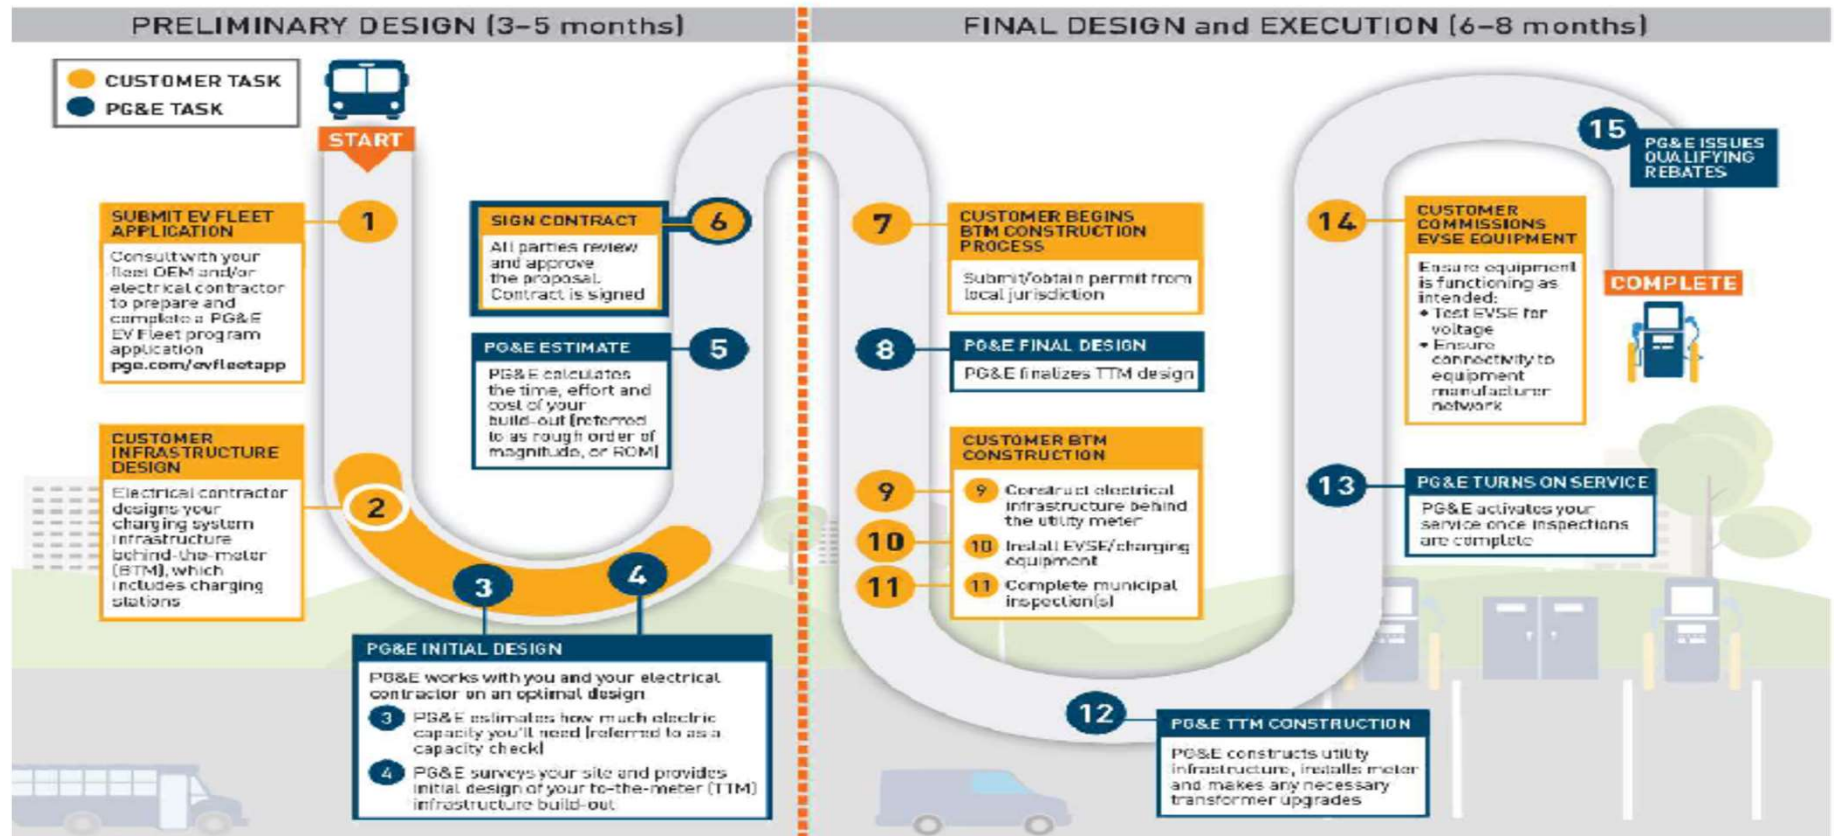 PRELIMINARY DESIGN (3–5 months)
FINAL DESIGN and EXECUTION (6–8 months)
CUSTOMER TASK
PG&E TASK
START
1
SUBMIT EV FLEET
APPLICATION
Consult with your
fleet OEM and/or
electrical contractor
to prepare and
complete a PG&E
EV Fleet program
application
pge.com/evfleetapp
2
CUSTOMER
INFRASTRUCTURE
DESIGN
Electrical contractor
designs your
charging system
infrastructure
behind-the-meter
(BTM), which
includes charging
stations
3
4
PG&E INITIAL DESIGN
PG&E works with you and your electrical
contractor on an optimal design
3 PG&E estimates how much electric
capacity you'll need (referred to as a
capacity check)
4 PG&E surveys your site and provides
initial design of your to-the-meter (TTM)
infrastructure build-out
5
PG&E ESTIMATE
PG&E calculates
the time, effort and
cost of your
build-out (referred
to as rough order of
magnitude, or ROM)
6
SIGN CONTRACT
All parties review
and approve
the proposal.
Contract is signed
7
CUSTOMER BEGINS
BTM CONSTRUCTION
PROCESS
Submit/obtain permit from
local jurisdiction
8
PG&E FINAL DESIGN
PG&E finalizes TTM design
9
10
11
CUSTOMER BTM
CONSTRUCTION
9 Construct electrical
infrastructure behind
the utility meter
10 Install EVSE/charging
equipment
11 Complete municipal
inspection(s)
12
PG&E TTM CONSTRUCTION
PG&E constructs utility
infrastructure, installs meter
and makes any necessary
transformer upgrades
13
PG&E TURNS ON SERVICE
PG&E activates your
service once inspections
are complete
14
CUSTOMER
COMMISSIONS
EVSE EQUIPMENT
Ensure equipment
is functioning as
intended:
• Test EVSE for
voltage
• Ensure
connectivity to
equipment
manufacturer
network
15
PG&E ISSUES
QUALIFYING
REBATES
COMPLETE